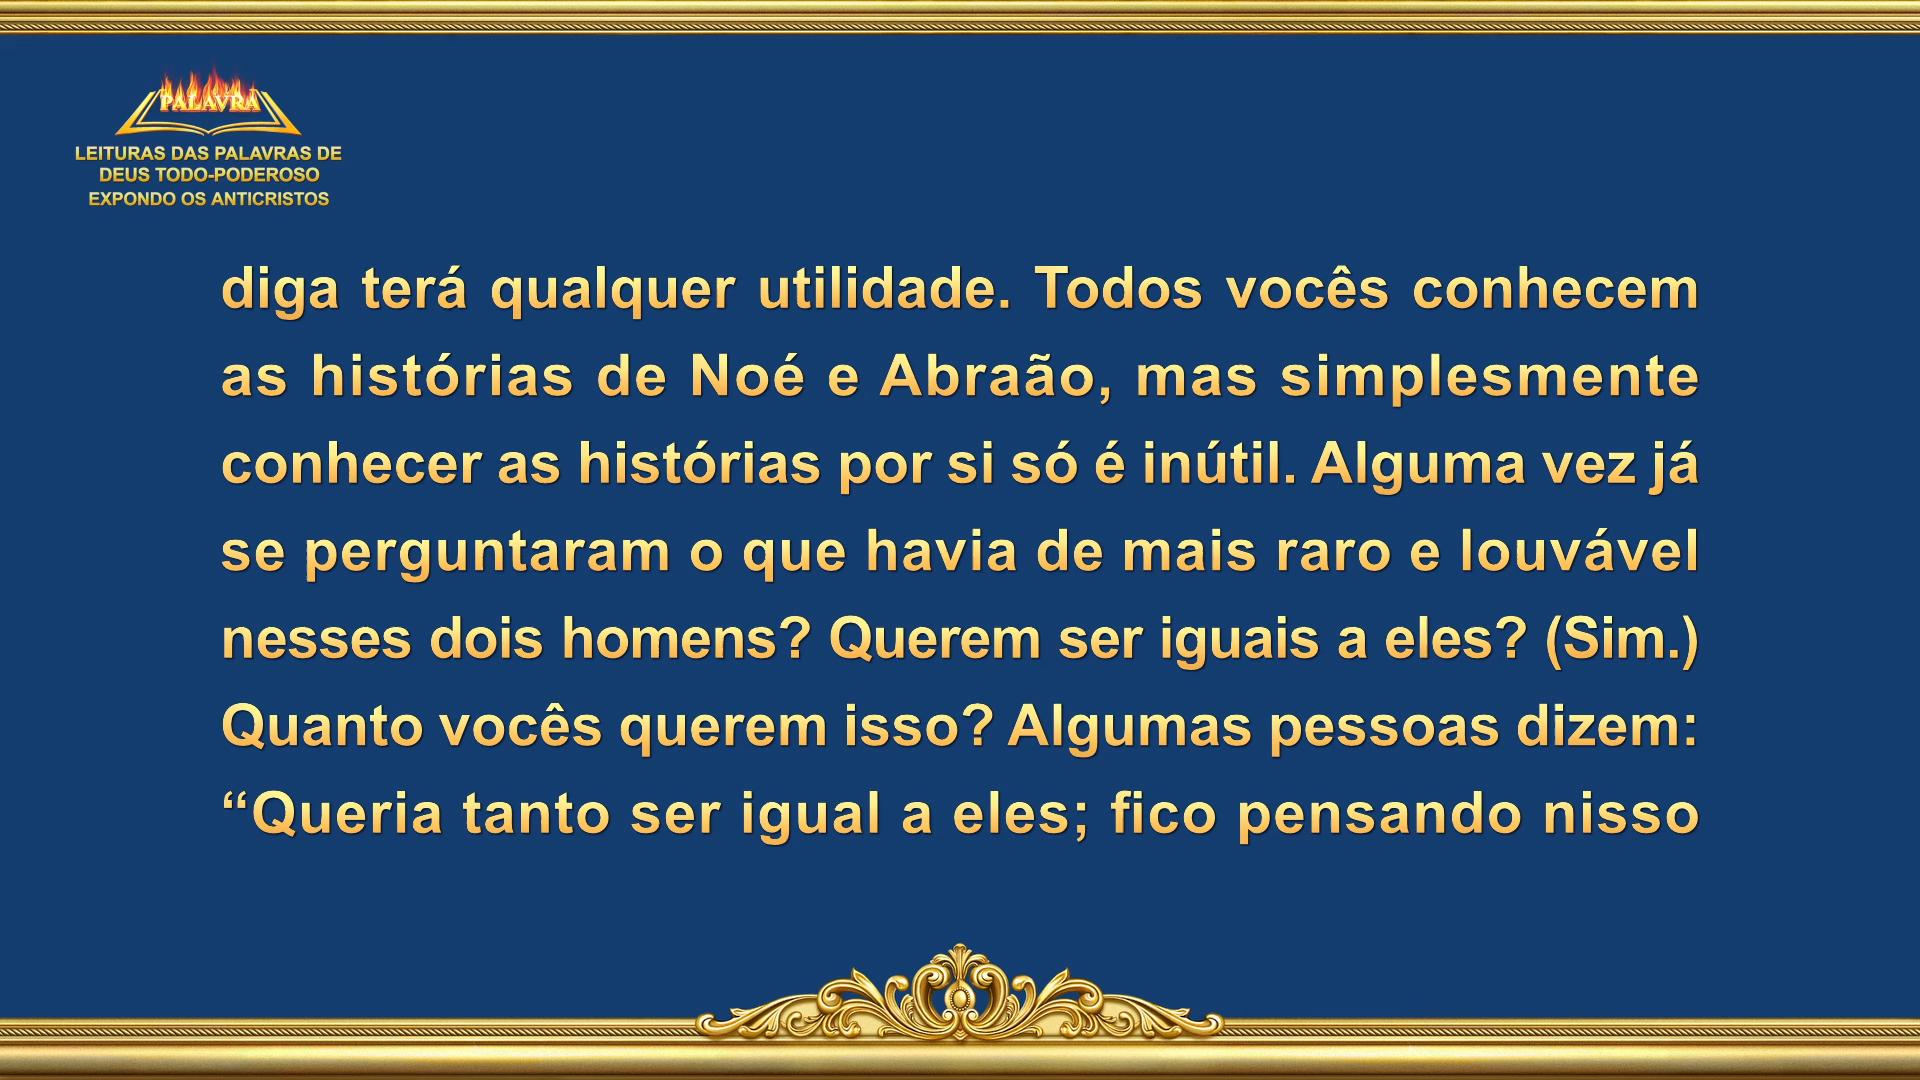 PALAVRA
LEITURAS DAS PALAVRAS DE
DEUS TODO-PODEROSO
EXPONDO OS ANTICRISTOS
diga terá qualquer utilidade. Todos vocês conhecem
as histórias de Noé e Abraão, mas simplesmente
conhecer as histórias por si só é inútil. Alguma vez já
se perguntaram o que havia de mais raro e louvável
nesses dois homens? Querem ser iguais a eles? (Sim.)
Quanto vocês querem isso? Algumas pessoas dizem:
“Queria tanto ser igual a eles; fico pensando nisso